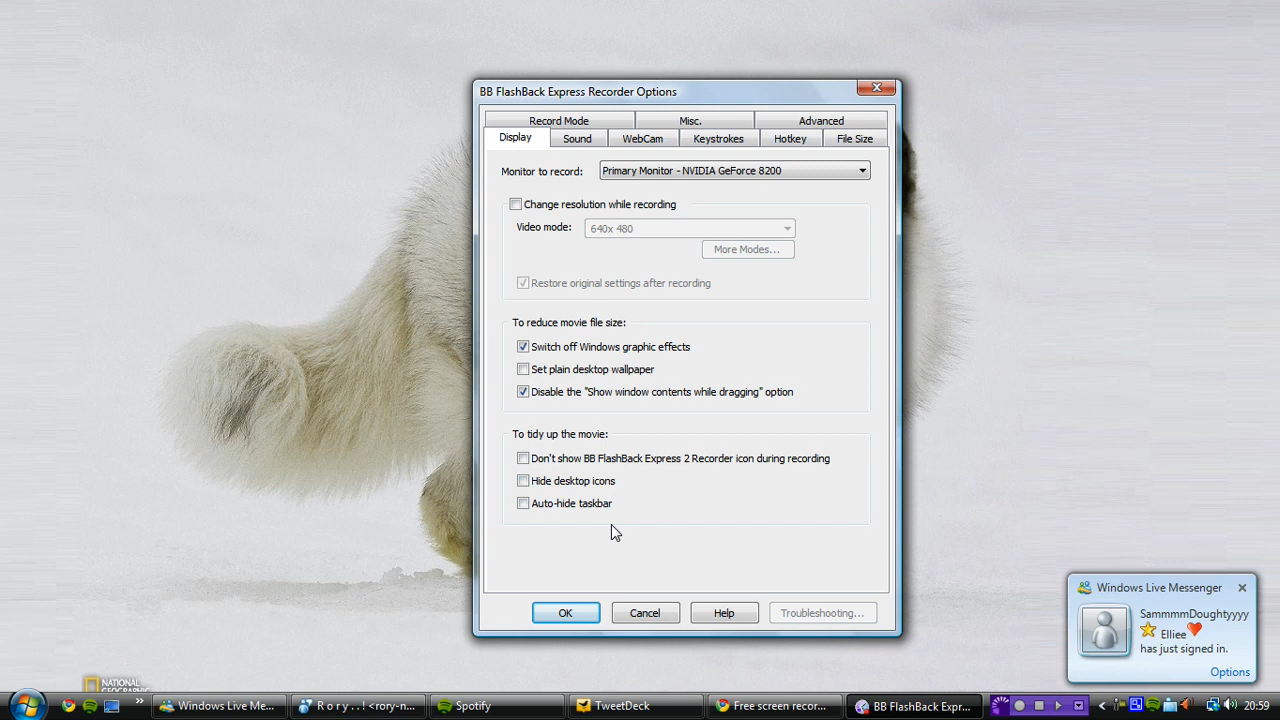 BB FlashBack Express Recorder Options
Record Mode Misc. Advanced
Display Sound WebCam Keystrokes Hotkey File Size
Monitor to record: Primary Monitor - NVIDIA GeForce 8200
Change resolution while recording
Video mode: 640x 480
More Modes...
Restore original settings after recording
To reduce movie file size:
Switch off Windows graphic effects
Set plain desktop wallpaper
Disable the "Show window contents while dragging" option
To tidy up the movie:
Don't show BB FlashBack Express 2 Recorder icon during recording
Hide desktop icons
Auto-hide taskbar
OK Cancel Help Troubleshooting...
Windows Live Messenger
SammmmDoughtyyyy
Elliee
has just signed in.
Options
NATIONAL
GEOGRAPHIC
Windows Live Me... R o r y . . ! <rory-n... Spotify TweetDeck Free screen recor... BB FlashBack Expr... 20:59